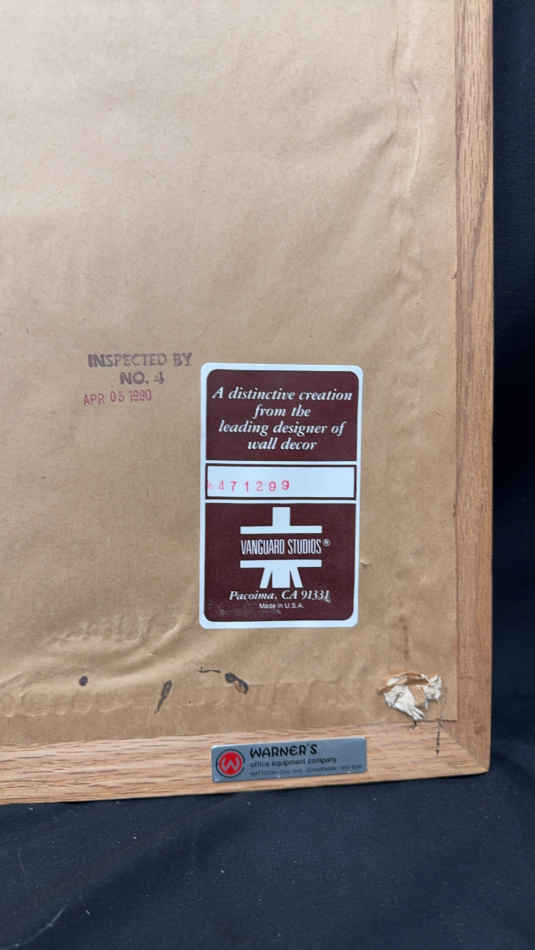 INSPECTED BY
NO. 4
APR 05 1990
A distinctive creation
from the
leading designer of
wall decor
471299
VANGUARD STUDIOS®
Pacoima, CA 91331
Made in U.S.A.
W
WARNER'S
office equipment company